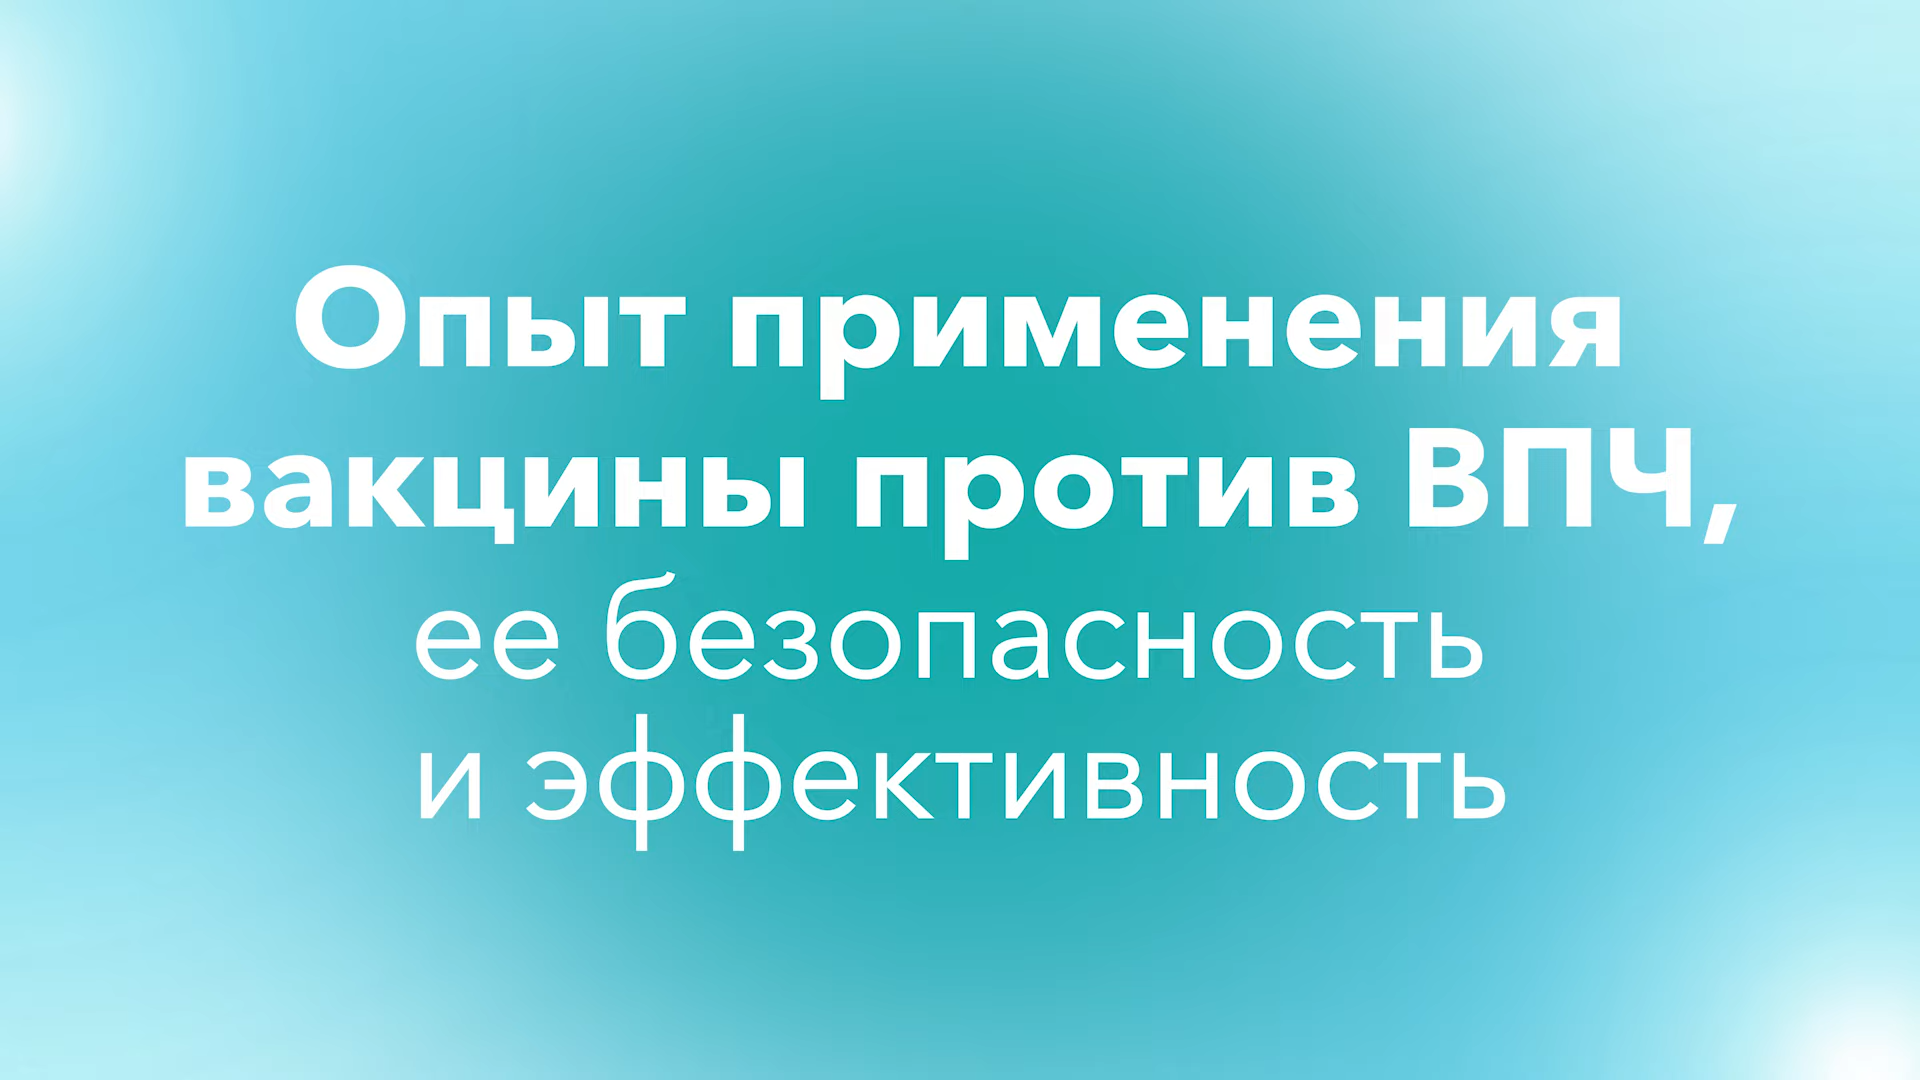 Опыт применения
вакцины против ВПЧ,
ее безопасность
и эффективность